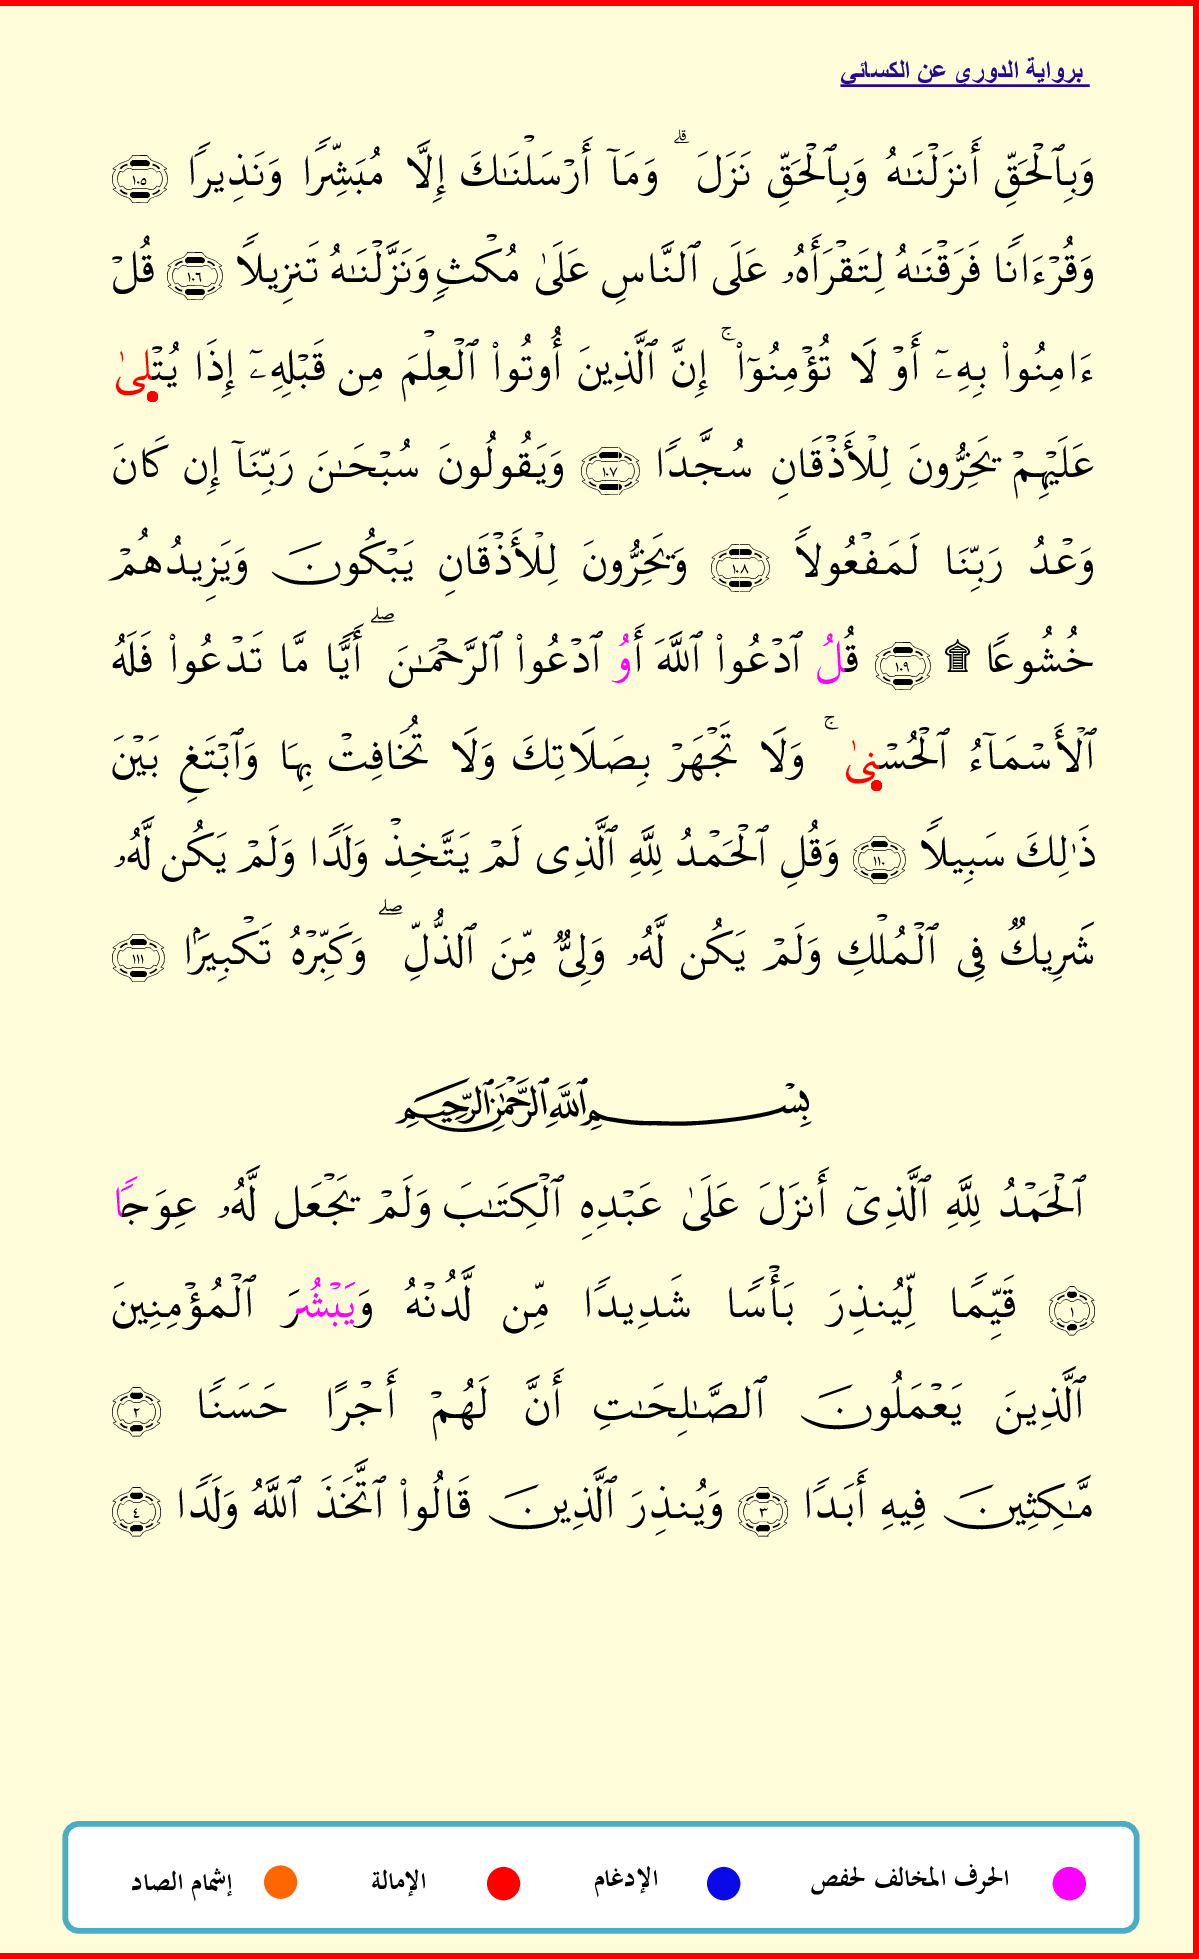 برواية الدوري عن الكسائي
وَبِٱلْحَقِّ أَنزَلْنَـٰهُ وَبِٱلْحَقِّ نَزَلَ ۗ وَمَآ أَرْسَلْنَـٰكَ إِلَّا مُبَشِّرًا وَنَذِيرًا ١٠٥
وَقُرْءَانًا فَرَقْنَـٰهُ لِتَقْرَأَهُۥ عَلَى ٱلنَّاسِ عَلَىٰ مُكْثٍ وَنَزَّلْنَـٰهُ تَنزِيلًا ١٠٦ قُلْ
ءَامِنُوا۟ بِهِۦٓ أَوْ لَا تُؤْمِنُوٓا۟ ۚ إِنَّ ٱلَّذِينَ أُوتُوا۟ ٱلْعِلْمَ مِن قَبْلِهِۦٓ إِذَا يُتْلِىٰ
عَلَيْهِمْ يَخِرُّونَ لِلْأَذْقَانِ سُجَّدًا ١٠٧ وَيَقُولُونَ سُبْحَـٰنَ رَبِّنَآ إِن كَانَ
وَعْدُ رَبِّنَا لَمَفْعُولًا ١٠٨ وَيَخِرُّونَ لِلْأَذْقَانِ يَبْكُونَ وَيَزِيدُهُمْ
خُشُوعًا ۩ ١٠٩ قُلُ ٱدْعُوا۟ ٱللَّهَ أَوُ ٱدْعُوا۟ ٱلرَّحْمَـٰنَ ۖ أَيًّا مَّا تَدْعُوا۟ فَلَهُ
ٱلْأَسْمَآءُ ٱلْحُسْنِىٰ ۚ وَلَا تَجْهَرْ بِصَلَاتِكَ وَلَا تُخَافِتْ بِهَا وَٱبْتَغِ بَيْنَ
ذَٰلِكَ سَبِيلًا ١١٠ وَقُلِ ٱلْحَمْدُ لِلَّهِ ٱلَّذِى لَمْ يَتَّخِذْ وَلَدًا وَلَمْ يَكُن لَّهُۥ
شَرِيكٌ فِى ٱلْمُلْكِ وَلَمْ يَكُن لَّهُۥ وَلِىٌّ مِّنَ ٱلذُّلِّ ۖ وَكَبِّرْهُ تَكْبِيرًۢا ١١١
بِسْمِ ٱللَّهِ ٱلرَّحْمَـٰنِ ٱلرَّحِيمِ
ٱلْحَمْدُ لِلَّهِ ٱلَّذِىٓ أَنزَلَ عَلَىٰ عَبْدِهِ ٱلْكِتَـٰبَ وَلَمْ يَجْعَل لَّهُۥ عِوَجًا
١ قَيِّمًا لِّيُنذِرَ بَأْسًا شَدِيدًا مِّن لَّدُنْهُ وَيَبْشُرَ ٱلْمُؤْمِنِينَ
ٱلَّذِينَ يَعْمَلُونَ ٱلصَّـٰلِحَـٰتِ أَنَّ لَهُمْ أَجْرًا حَسَنًا ٢
مَّـٰكِثِينَ فِيهِ أَبَدًا ٣ وَيُنذِرَ ٱلَّذِينَ قَالُوا۟ ٱتَّخَذَ ٱللَّهُ وَلَدًا ٤
الحرف المخالف لحفص الإدغام الإمالة إشمام الصاد